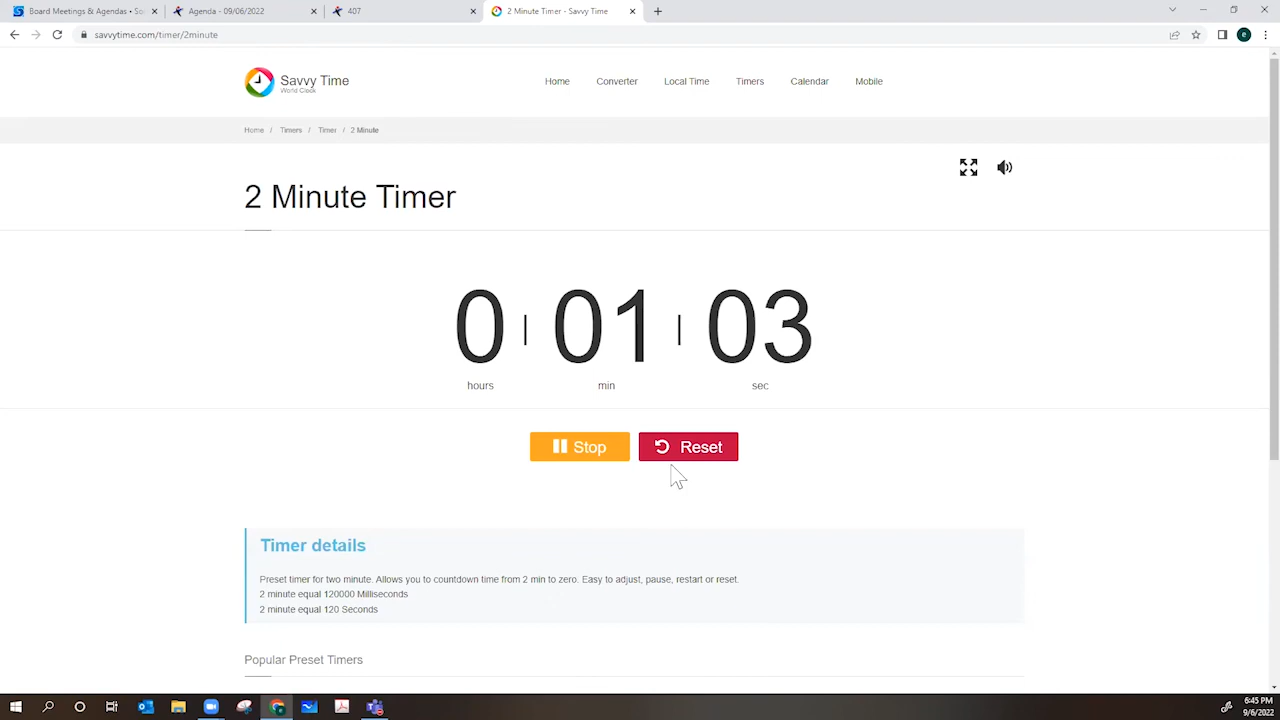 Board Meetings & Agendas • So
Agenda - 09/06/2022
407
2 Minute Timer - Savvy Time
savvytime.com/timer/2minute
e
Savvy Time
World Clock
Home
Converter
Local Time
Timers
Calendar
Mobile
Home / Timers / Timer / 2 Minute
2 Minute Timer
0 01 03
hours min sec
Stop
Reset
Timer details
Preset timer for two minute. Allows you to countdown time from 2 min to zero. Easy to adjust, pause, restart or reset.
2 minute equal 120000 Milliseconds
2 minute equal 120 Seconds
Popular Preset Timers
6:45 PM
9/6/2022